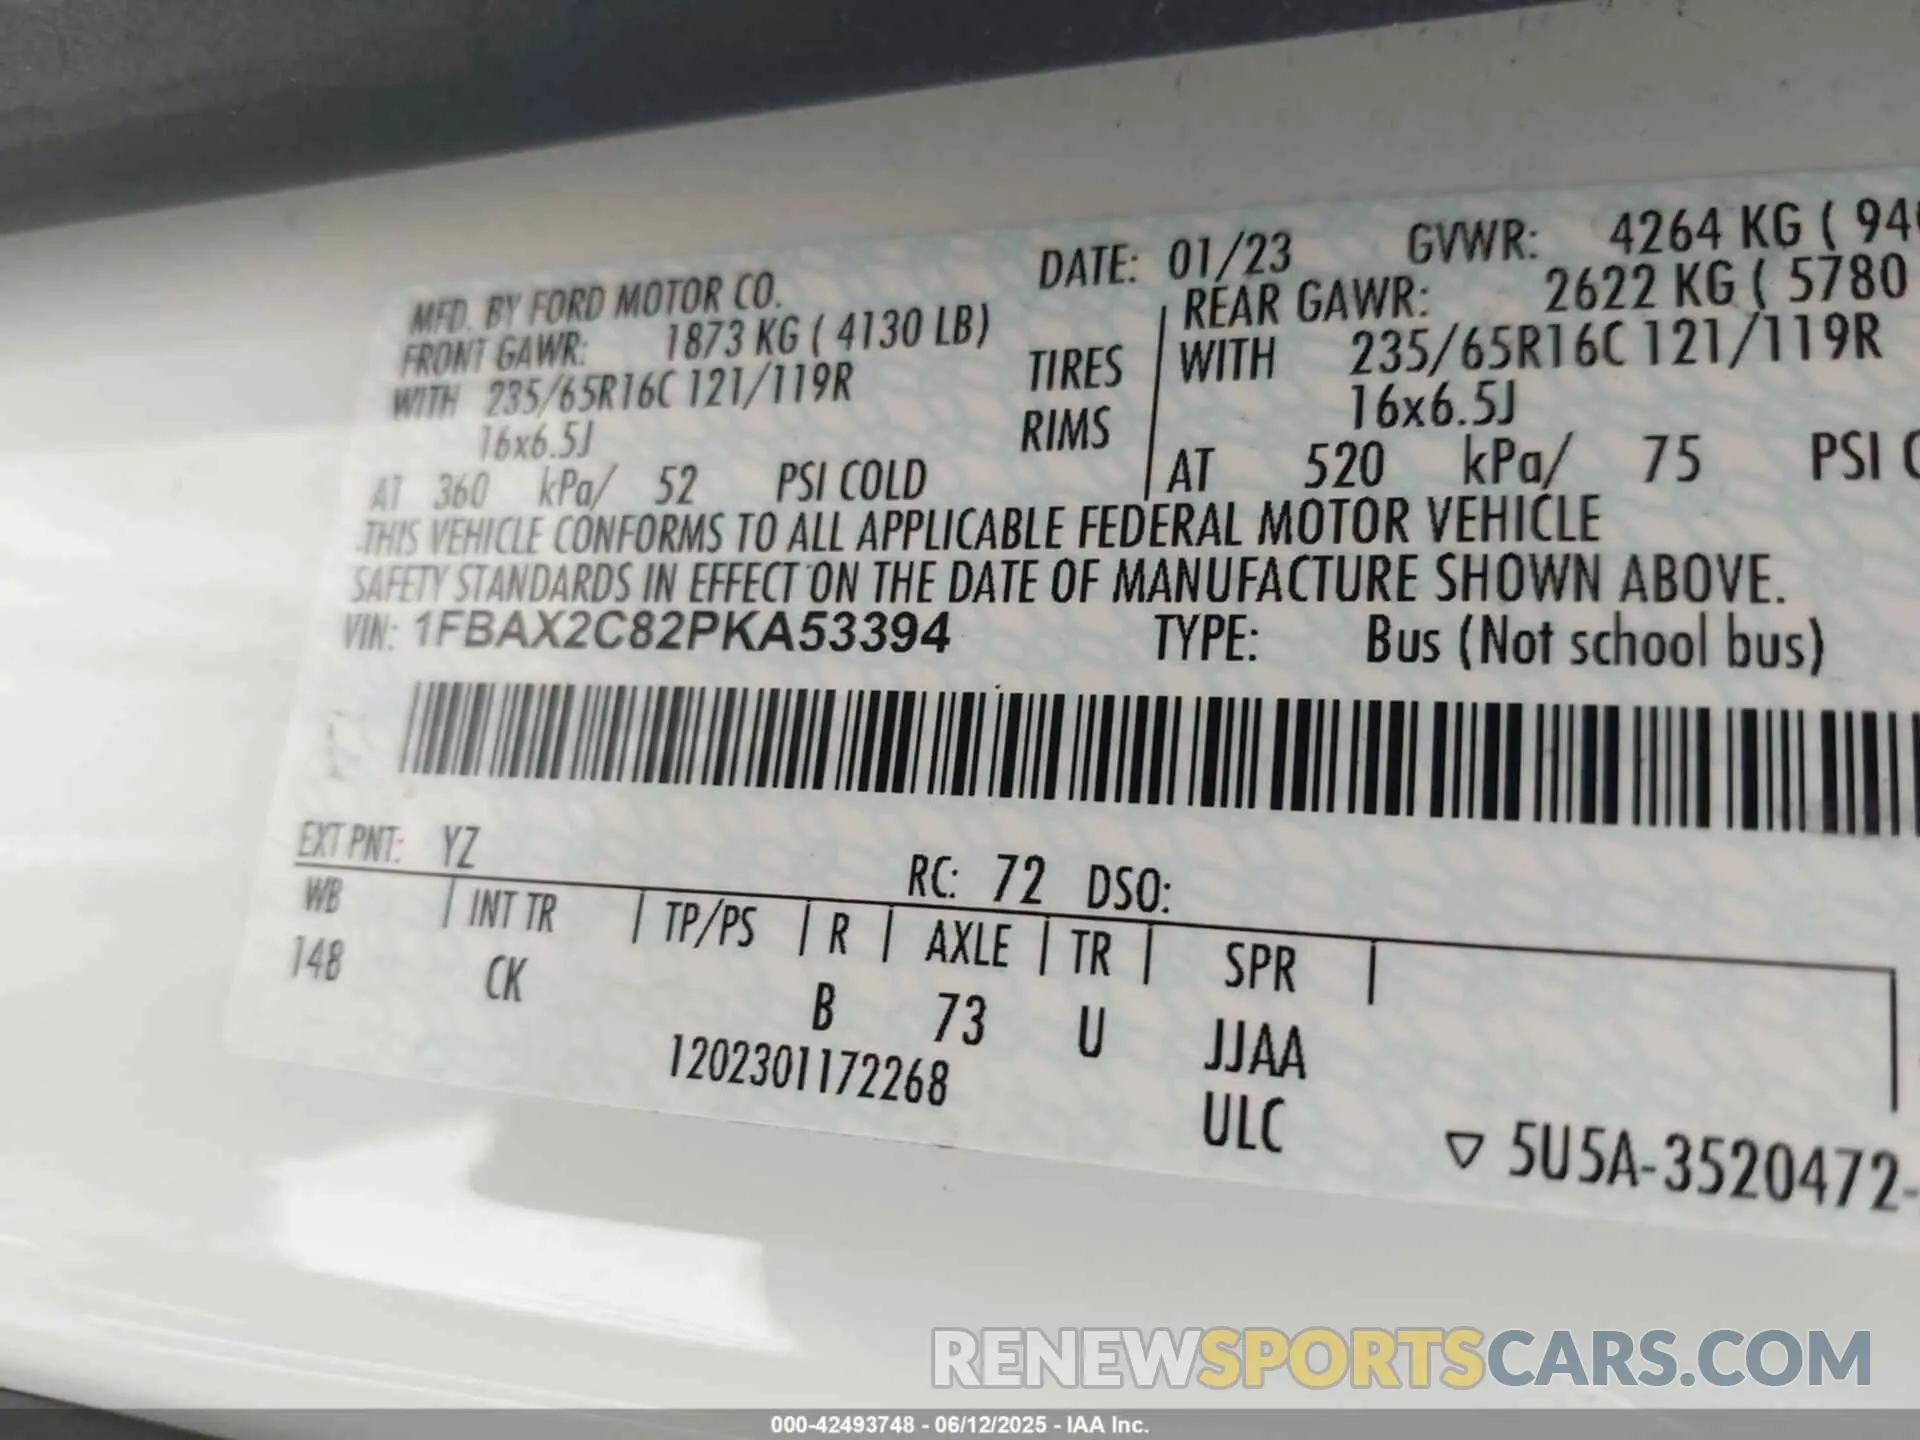 MFD. BY FORD MOTOR CO. DATE: 01/23 GVWR: 4264 KG ( 94
FRONT GAWR: 1873 KG ( 4130 LB) REAR GAWR: 2622 KG ( 5780
WITH 235/65R16C 121/119R TIRES WITH 235/65R16C 121/119R
16x6.5J RIMS 16x6.5J
AT 360 kPa/ 52 PSI COLD AT 520 kPa/ 75 PSI
THIS VEHICLE CONFORMS TO ALL APPLICABLE FEDERAL MOTOR VEHICLE
SAFETY STANDARDS IN EFFECT ON THE DATE OF MANUFACTURE SHOWN ABOVE.
VIN: 1FBAX2C82PKA53394 TYPE: Bus (Not school bus)
EXT PNT: YZ RC: 72 DSO:
WB | INT TR | TP/PS | R | AXLE | TR | SPR |
148 CK B 73 U JJAA
1202301172268 ULC
▽ 5U5A-3520472-
RENEWSPORTSCARS.COM
000-42493748 - 06/12/2025 - IAA Inc.